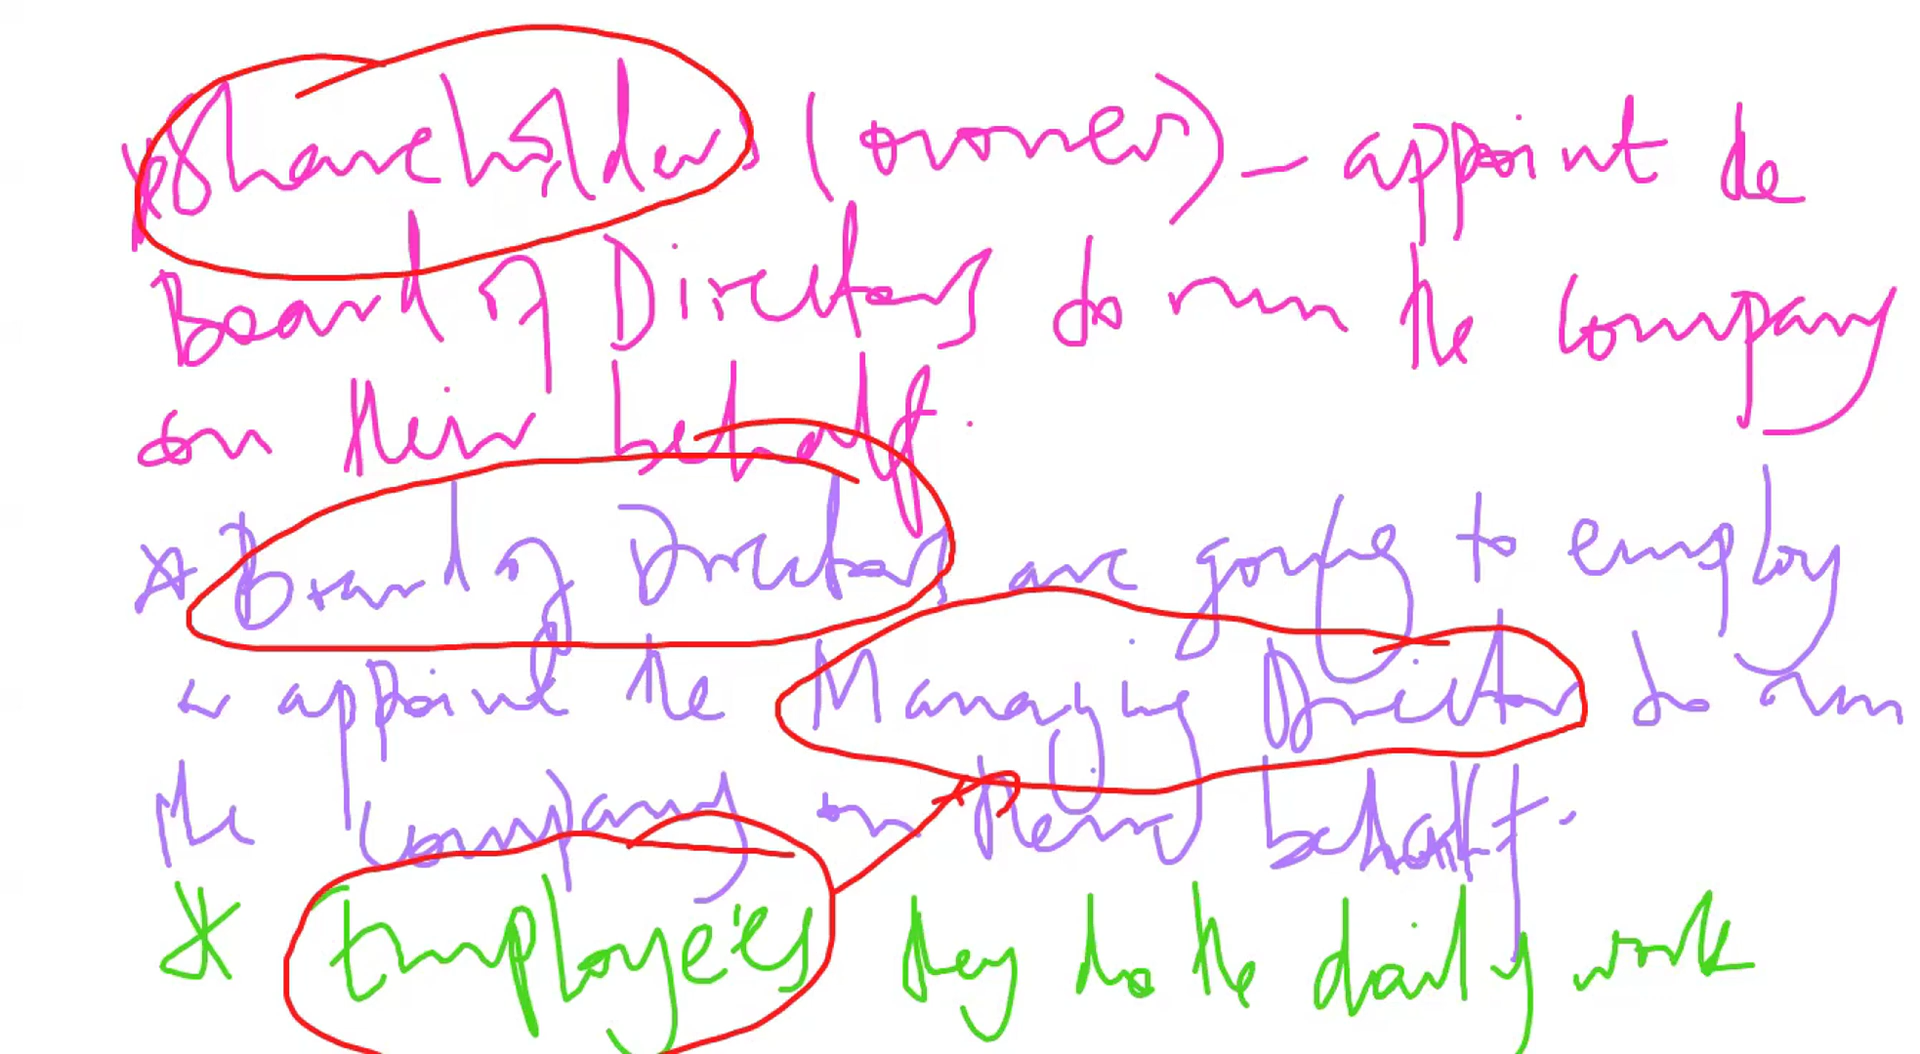 * Shareholders (owners) – appoint the
Board of Directors to run the company
on their behalf.
* Board of Directors are going to employ
or appoint the Managing Director to run
the Company on their behalf.
* Employees they do the daily work